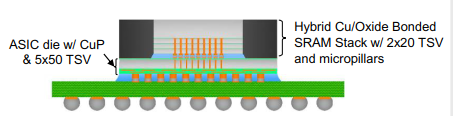 ASIC die w/ CuP
& 5x50 TSV
Hybrid Cu/Oxide Bonded
SRAM Stack w/ 2x20 TSV
and micropillars